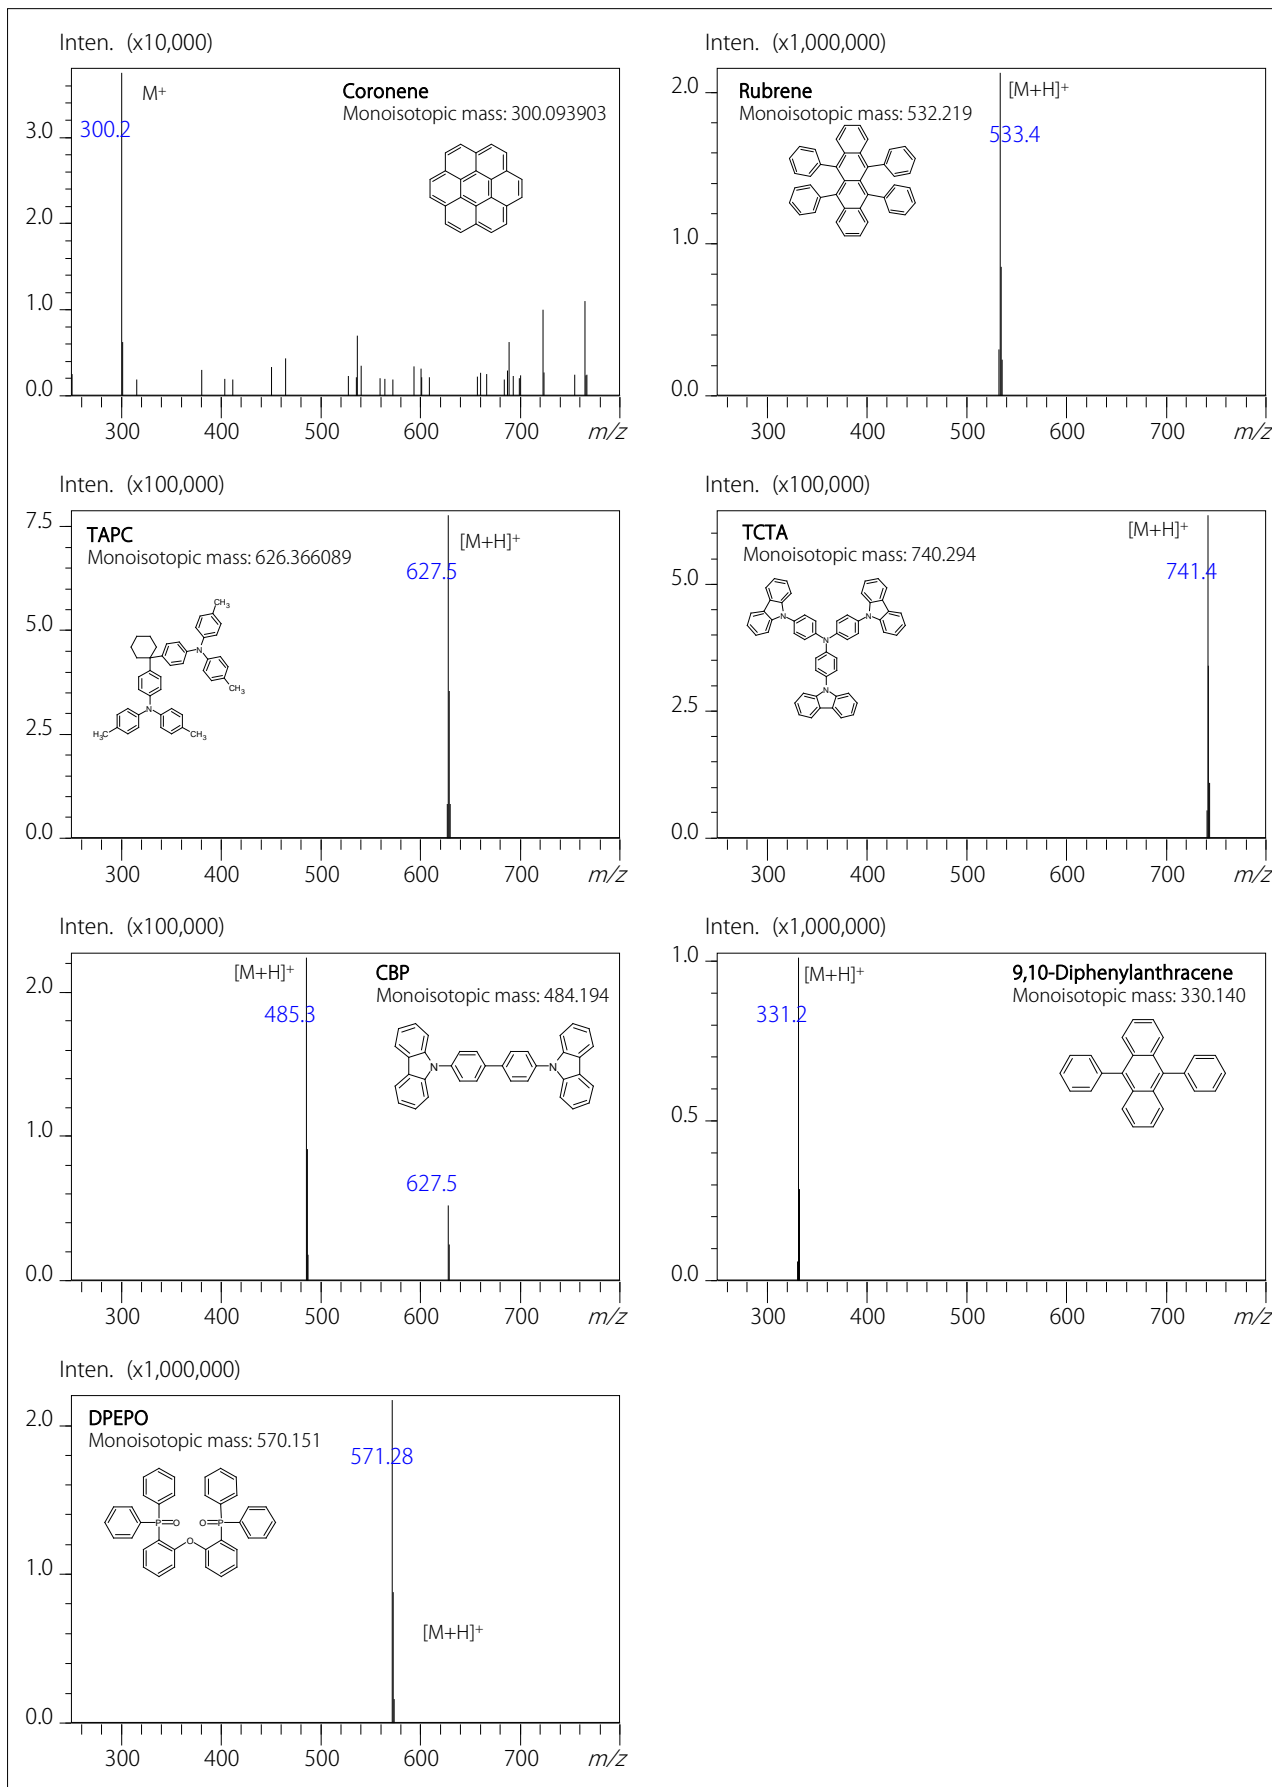 Inten. (x10,000)
M+
Coronene
Monoisotopic mass: 300.093903
300.2
3.0
2.0
1.0
0.0
300 400 500 600 700 m/z
Inten. (x1,000,000)
Rubrene
Monoisotopic mass: 532.219
[M+H]+
533.4
2.0
1.0
0.0
300 400 500 600 700 m/z
Inten. (x100,000)
TAPC
Monoisotopic mass: 626.366089
[M+H]+
627.5
7.5
5.0
2.5
0.0
CH3
N
CH3
N
H3C
CH3
300 400 500 600 700 m/z
Inten. (x100,000)
TCTA
Monoisotopic mass: 740.294
[M+H]+
741.4
5.0
2.5
0.0
N
N
N
N
300 400 500 600 700 m/z
Inten. (x100,000)
[M+H]+
CBP
Monoisotopic mass: 484.194
485.3
627.5
2.0
1.0
0.0
N
N
300 400 500 600 700 m/z
Inten. (x1,000,000)
[M+H]+
9,10-Diphenylanthracene
Monoisotopic mass: 330.140
331.2
1.0
0.5
0.0
300 400 500 600 700 m/z
Inten. (x1,000,000)
DPEPO
Monoisotopic mass: 570.151
571.28
[M+H]+
2.0
1.0
0.0
P=O
O=P
O
300 400 500 600 700 m/z